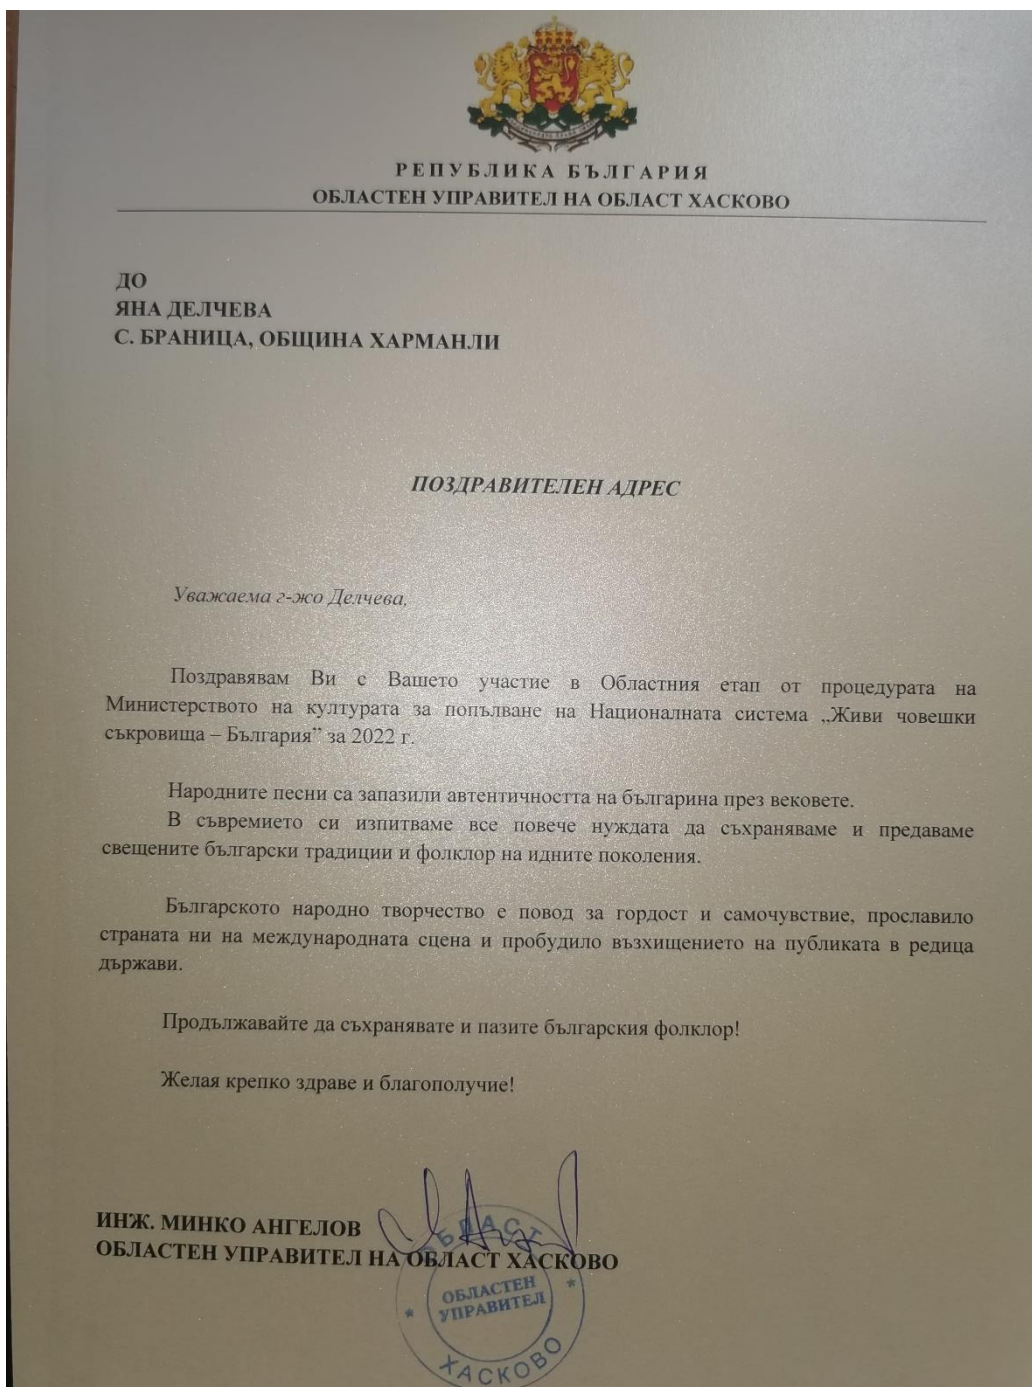 РЕПУБЛИКА БЪЛГАРИЯ
ОБЛАСТЕН УПРАВИТЕЛ НА ОБЛАСТ ХАСКОВО
ДО
ЯНА ДЕЛЧЕВА
С. БРАНИЦА, ОБЩИНА ХАРМАНЛИ
ПОЗДРАВИТЕЛЕН АДРЕС
Уважаема г-жо Делчева,
Поздравявам Ви с Вашето участие в Областния етап от процедурата на
Министерството на културата за попълване на Националната система „Живи човешки
съкровища – България” за 2022 г.
Народните песни са запазили автентичността на българина през вековете.
В съвремието си изпитваме все повече нуждата да съхраняваме и предаваме
свещените български традиции и фолклор на идните поколения.
Българското народно творчество е повод за гордост и самочувствие, прославило
страната ни на международната сцена и пробудило възхищението на публиката в редица
държави.
Продължавайте да съхранявате и пазите българския фолклор!
Желая крепко здраве и благополучие!
ИНЖ. МИНКО АНГЕЛОВ
ОБЛАСТЕН УПРАВИТЕЛ НА ОБЛАСТ ХАСКОВО
ОБЛАСТ
ОБЛАСТЕН
УПРАВИТЕЛ
ХАСКОВО